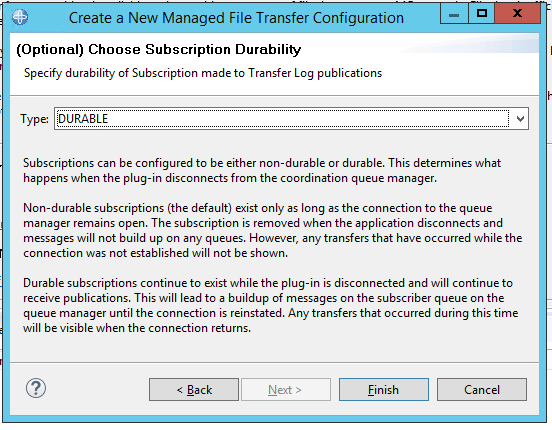 Create a New Managed File Transfer Configuration
(Optional) Choose Subscription Durability
Specify durability of Subscription made to Transfer Log publications
Type: DURABLE
Subscriptions can be configured to be either non-durable or durable. This determines what
happens when the plug-in disconnects from the coordination queue manager.
Non-durable subscriptions (the default) exist only as long as the connection to the queue
manager remains open. The subscription is removed when the application disconnects and
messages will not build up on any queues. However, any transfers that have occurred while the
connection was not established will not be shown.
Durable subscriptions continue to exist while the plug-in is disconnected and will continue to
receive publications. This will lead to a buildup of messages on the subscriber queue on the
queue manager until the connection is reinstated. Any transfers that occurred during this time
will be visible when the connection returns.
? < Back Next > Finish Cancel